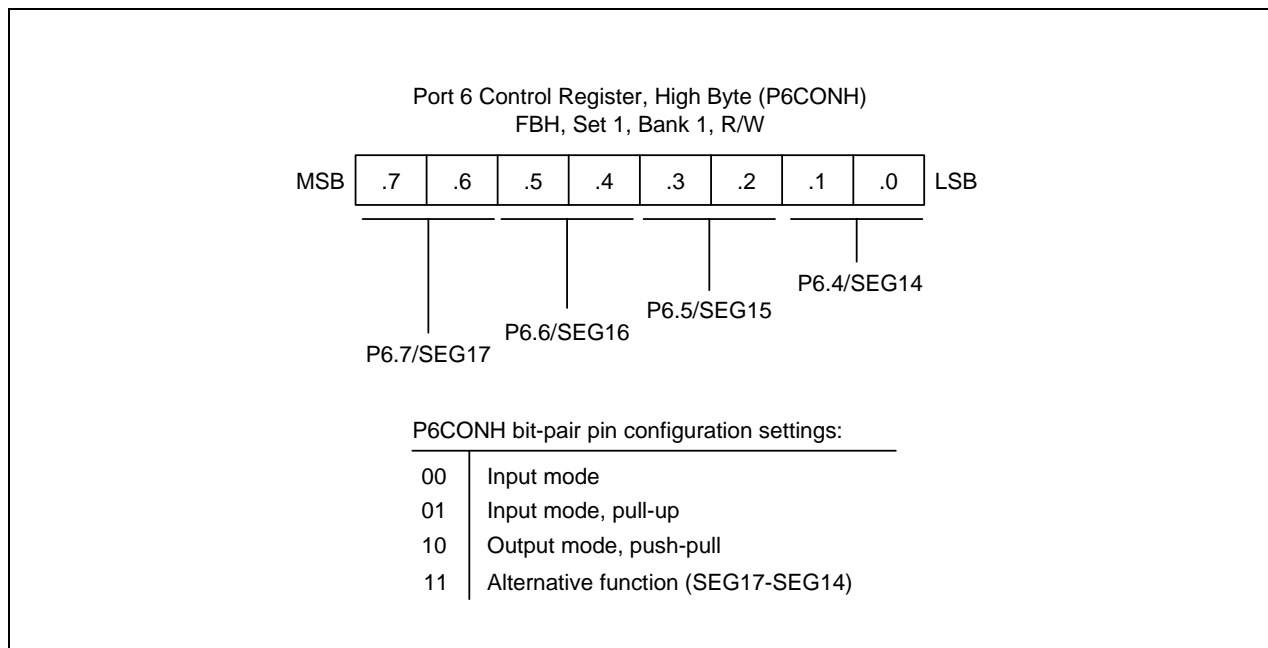 Port 6 Control Register, High Byte (P6CONH)
FBH, Set 1, Bank 1, R/W
MSB .7 .6 .5 .4 .3 .2 .1 .0 LSB
P6.4/SEG14
P6.5/SEG15
P6.6/SEG16
P6.7/SEG17
P6CONH bit-pair pin configuration settings:
00 Input mode
01 Input mode, pull-up
10 Output mode, push-pull
11 Alternative function (SEG17-SEG14)